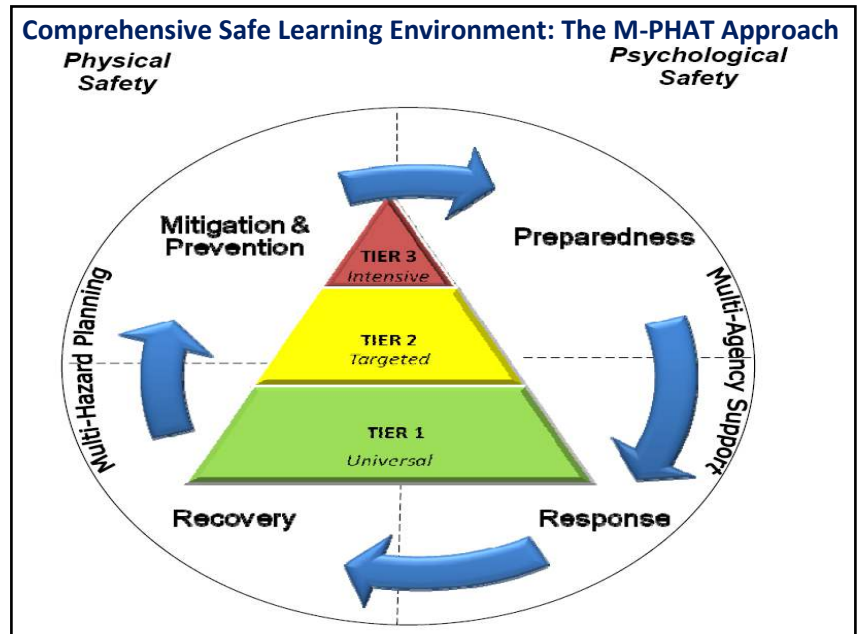 Comprehensive Safe Learning Environment: The M-PHAT Approach
Physical
Safety
Psychological
Safety
Mitigation &
Prevention
Preparedness
TIER 3
Intensive
Multi-Hazard Planning
Multi-Agency Support
TIER 2
Targeted
TIER 1
Universal
Recovery
Response